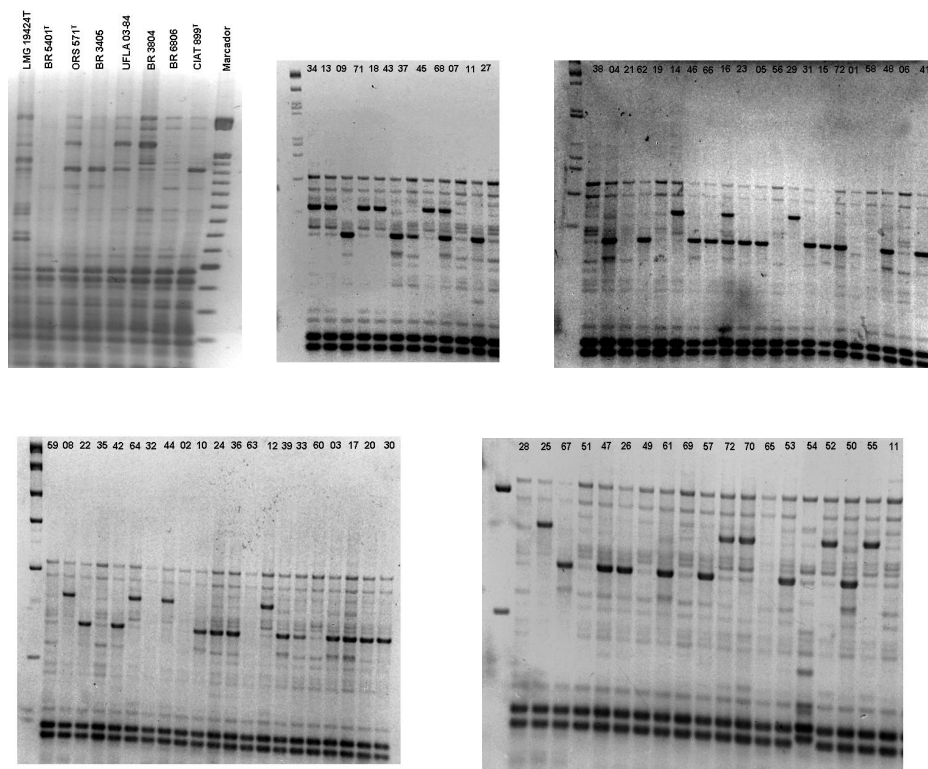 LMG 19424T
BR 5401ᵀ
ORS 571ᵀ
BR 3405
UFLA 03-84
BR 3804
BR 6806
CIAT 899ᵀ
Marcador
34 13 09 71 18 43 37 45 68 07 11 27
38 04 21 62 19 14 46 66 16 23 05 56 29 31 15 72 01 58 48 06 41
59 08 22 35 42 64 32 44 02 10 24 36 63 12 39 33 60 03 17 20 30
28 25 67 51 47 26 49 61 69 57 72 70 65 53 54 52 50 55 11